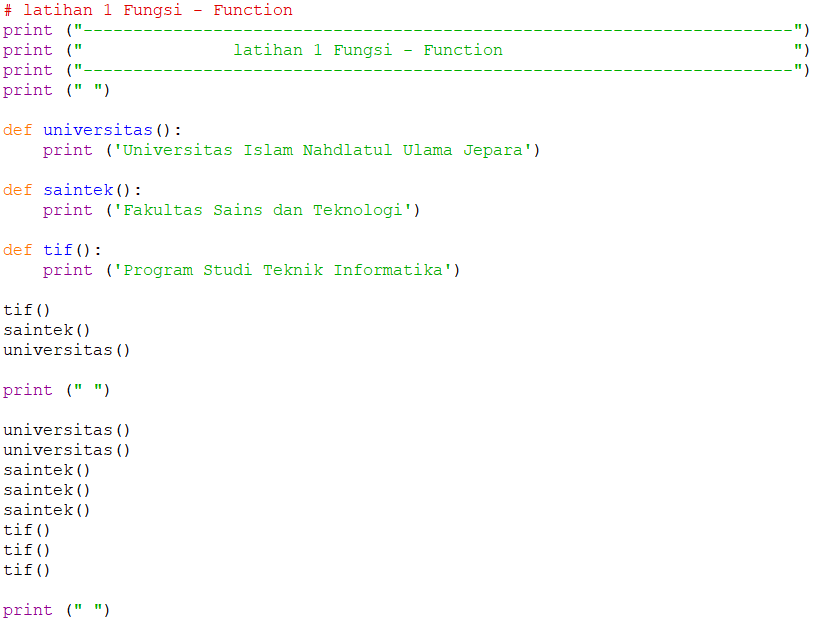 # latihan 1 Fungsi - Function
print ("-----------------------------------------------------------------------")
print ("               latihan 1 Fungsi - Function                             ")
print ("-----------------------------------------------------------------------")
print (" ")

def universitas():
    print ('Universitas Islam Nahdlatul Ulama Jepara')

def saintek():
    print ('Fakultas Sains dan Teknologi')

def tif():
    print ('Program Studi Teknik Informatika')

tif()
saintek()
universitas()

print (" ")

universitas()
universitas()
saintek()
saintek()
saintek()
tif()
tif()
tif()

print (" ")